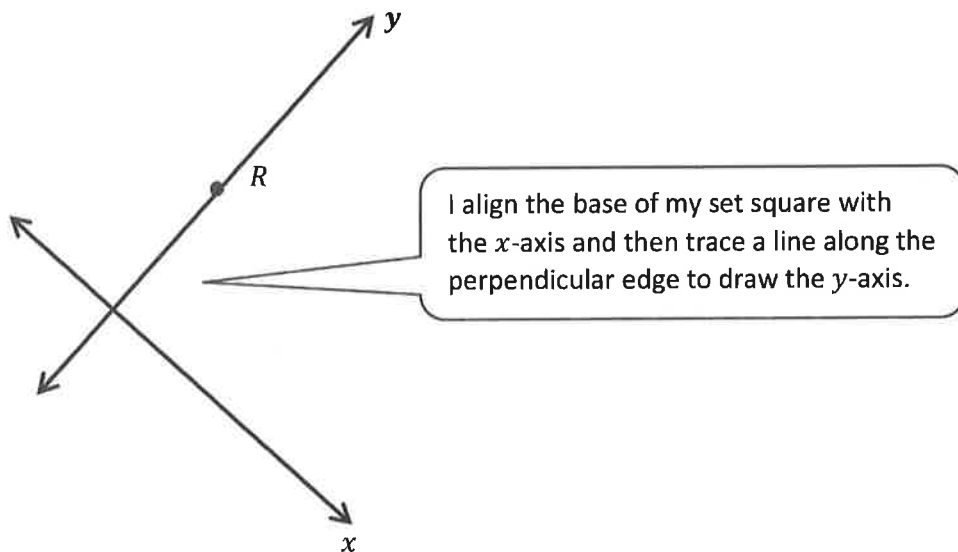 y
R
I align the base of my set square with
the x-axis and then trace a line along the
perpendicular edge to draw the y-axis.
x